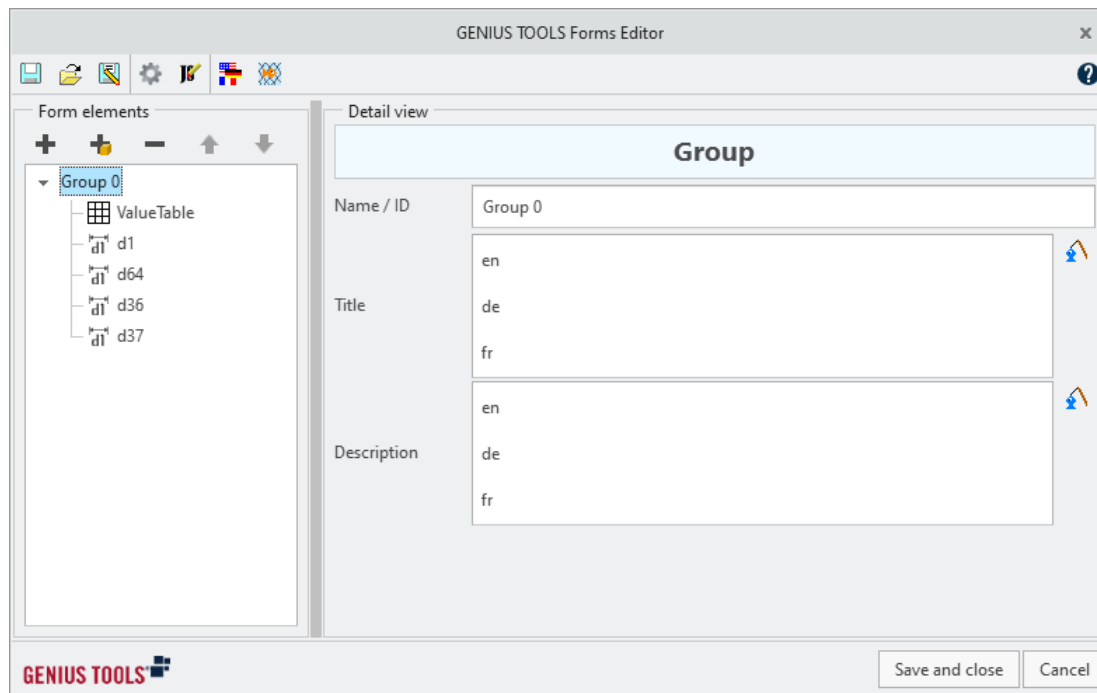 GENIUS TOOLS Forms Editor
Form elements
Group 0
ValueTable
d1
d64
d36
d37
Detail view
Group
Name / ID
Group 0
Title
en
de
fr
Description
en
de
fr
GENIUS TOOLS
Save and close
Cancel